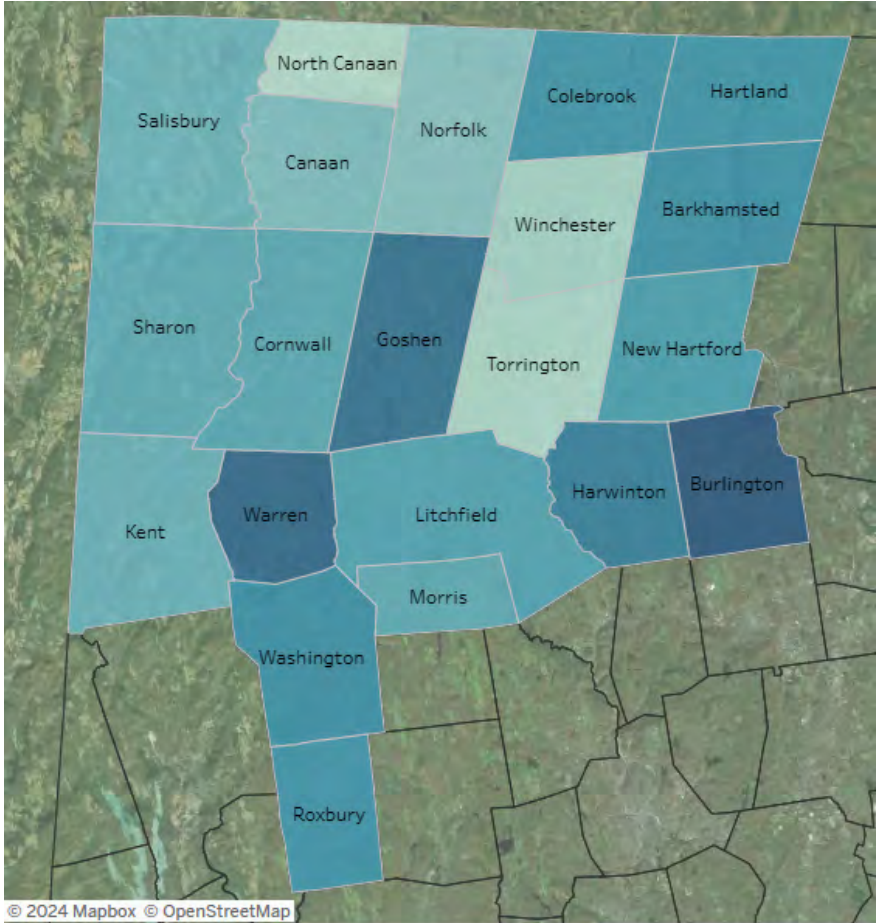 North Canaan
Colebrook
Hartland
Salisbury
Norfolk
Canaan
Winchester
Barkhamsted
Sharon
Cornwall
Goshen
Torrington
New Hartford
Kent
Warren
Litchfield
Harwinton
Burlington
Morris
Washington
Roxbury
© 2024 Mapbox © OpenStreetMap